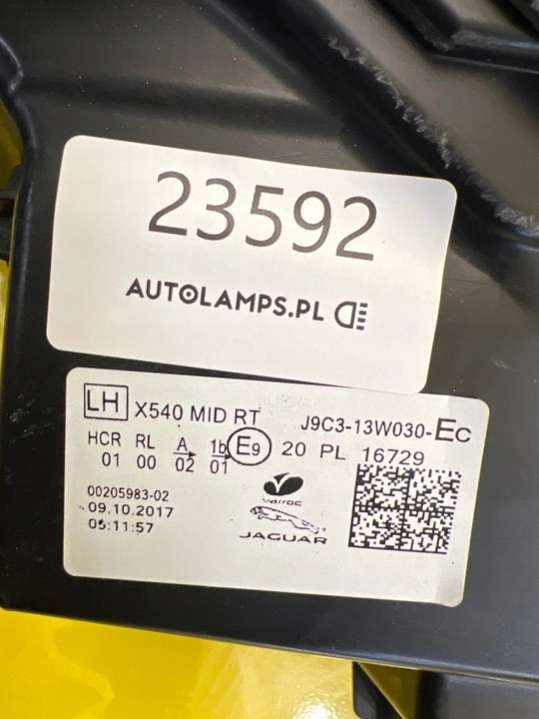 23592
AUTOLAMPS.PL
LH X540 MID RT J9C3-13W030-EC
HCR RL A 1b E9 20 PL 16729
01 00 02 01
00205983-02
09.10.2017
05:11:57
varroc
JAGUAR